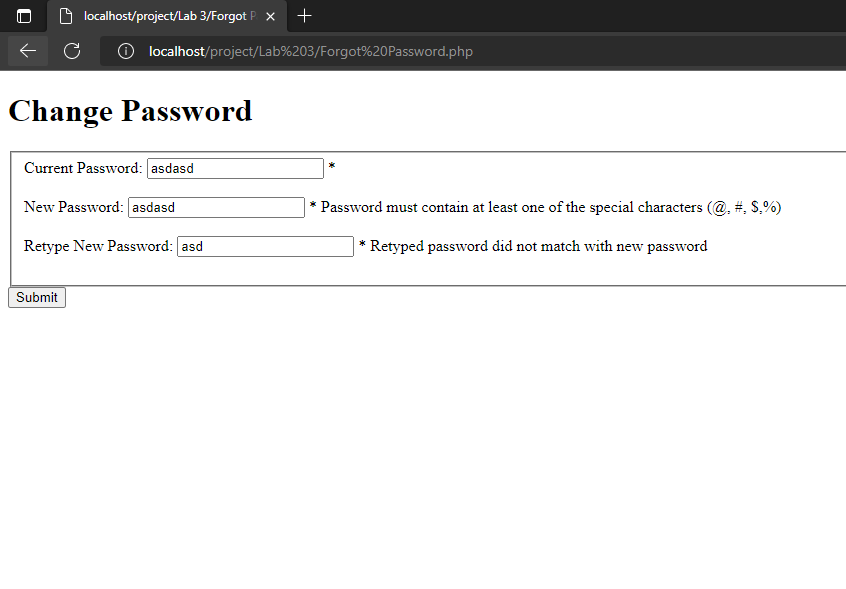 localhost/project/Lab 3/Forgot P
localhost/project/Lab%203/Forgot%20Password.php
Change Password
Current Password: asdasd *
New Password: asdasd * Password must contain at least one of the special characters (@, #, $,%)
Retype New Password: asd * Retyped password did not match with new password
Submit